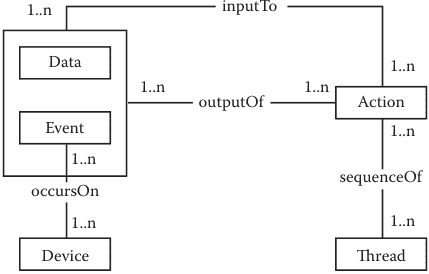 1..n
inputTo
Data
1..n
1..n
1..n
outputOf
Action
Event
1..n
1..n
sequenceOf
occursOn
1..n
1..n
Device
Thread